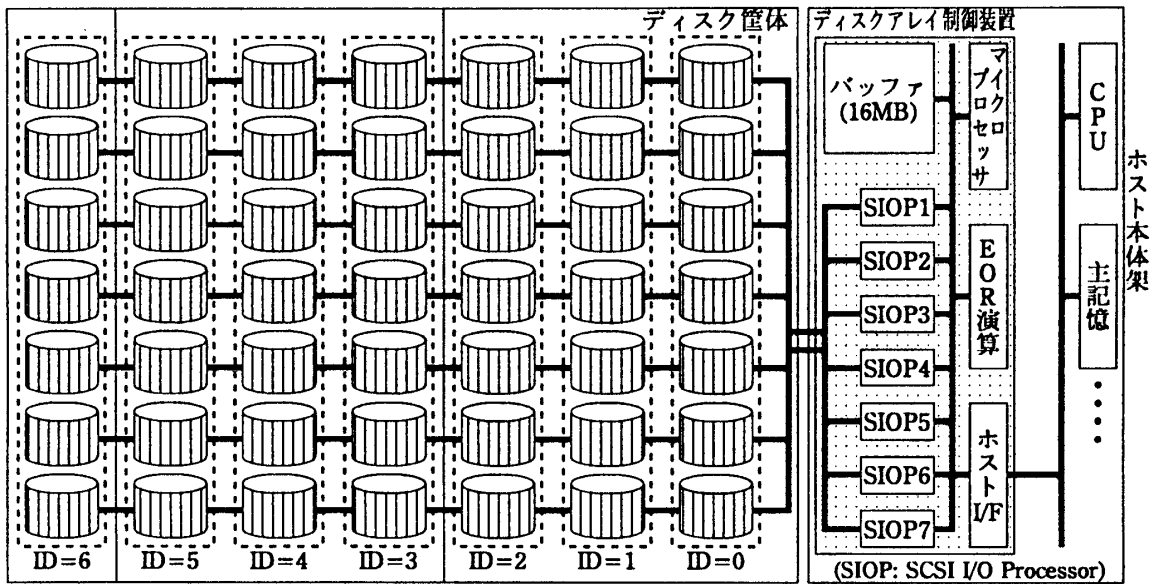 ディスク筐体
ID=6
ID=5
ID=4
ID=3
ID=2
ID=1
ID=0
ディスクアレイ制御装置
バッファ
(16MB)
マイクロ
プロセッサ
SIOP1
SIOP2
SIOP3
SIOP4
SIOP5
SIOP6
SIOP7
EOR演算
ホスト
I/F
CPU
主記憶
ホスト本体架
(SIOP: SCSI I/O Processor)